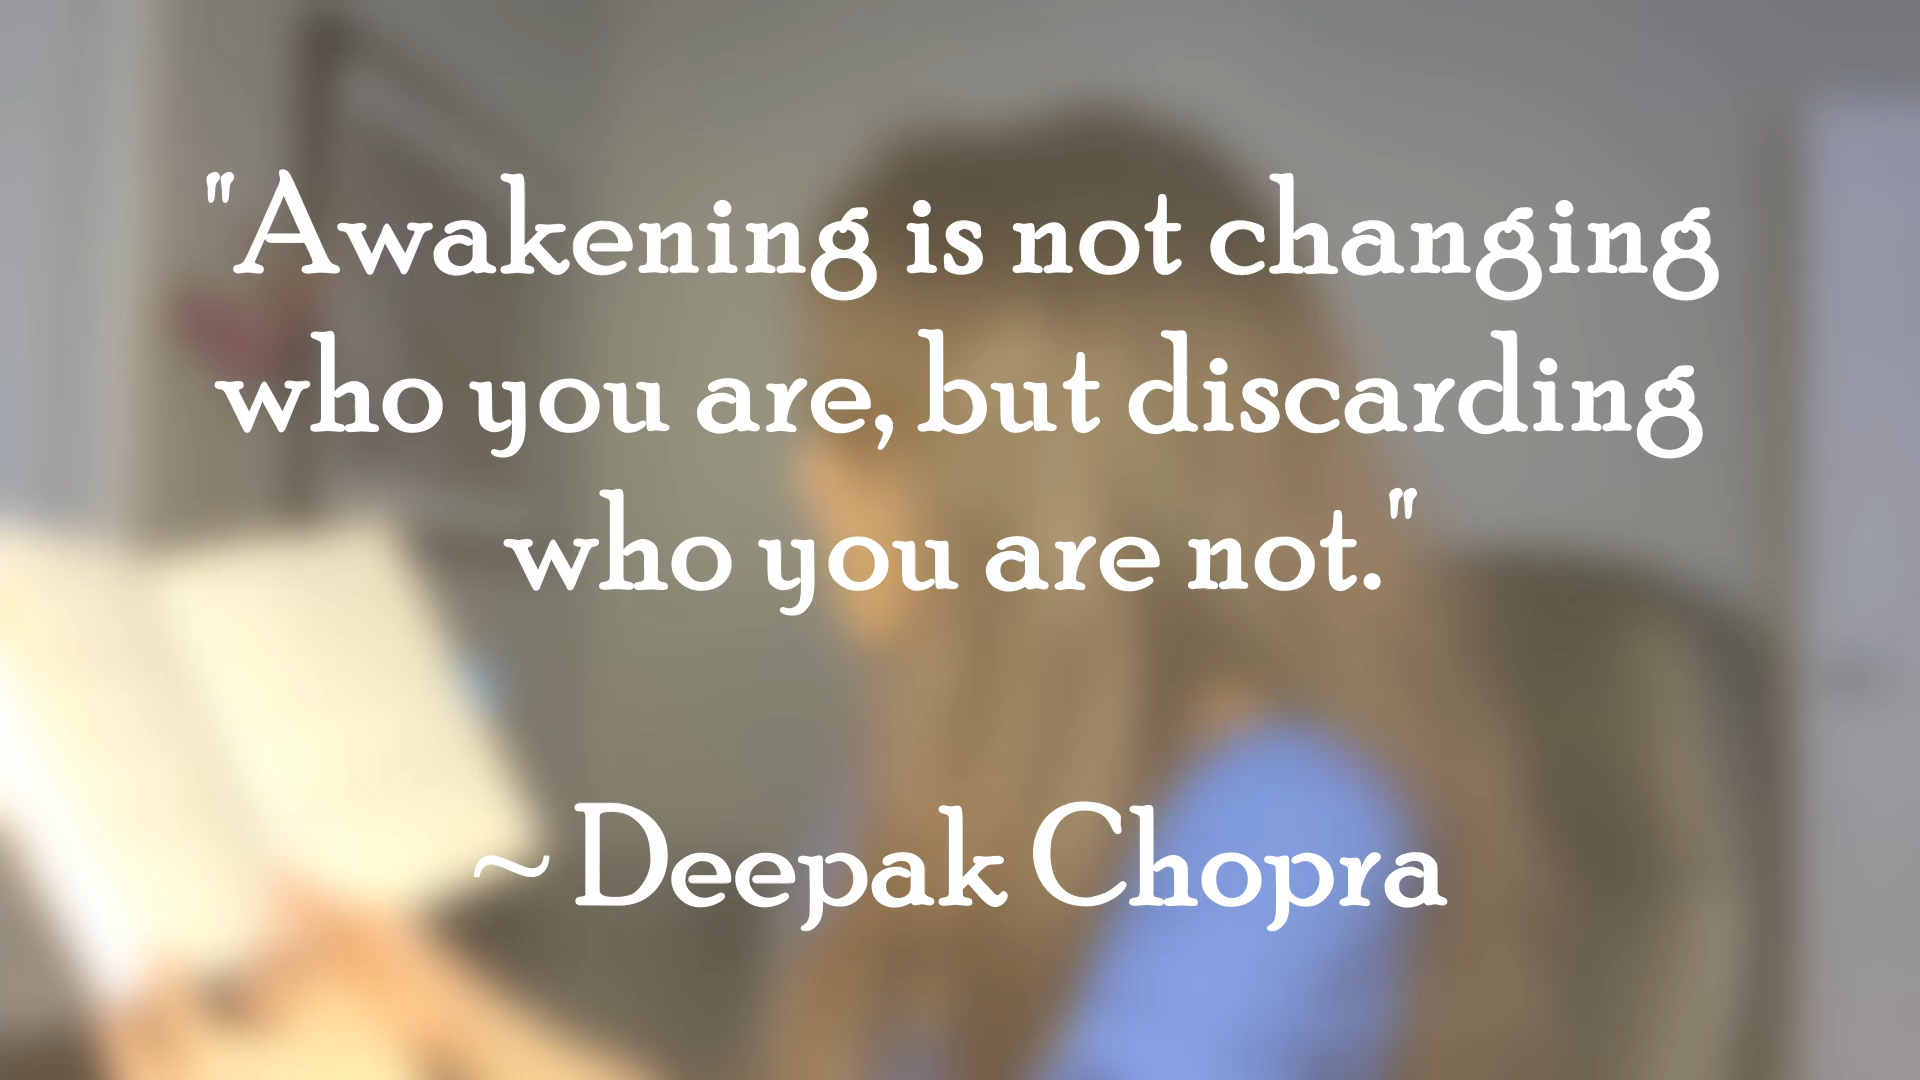 "Awakening is not changing
who you are, but discarding
who you are not."
~ Deepak Chopra